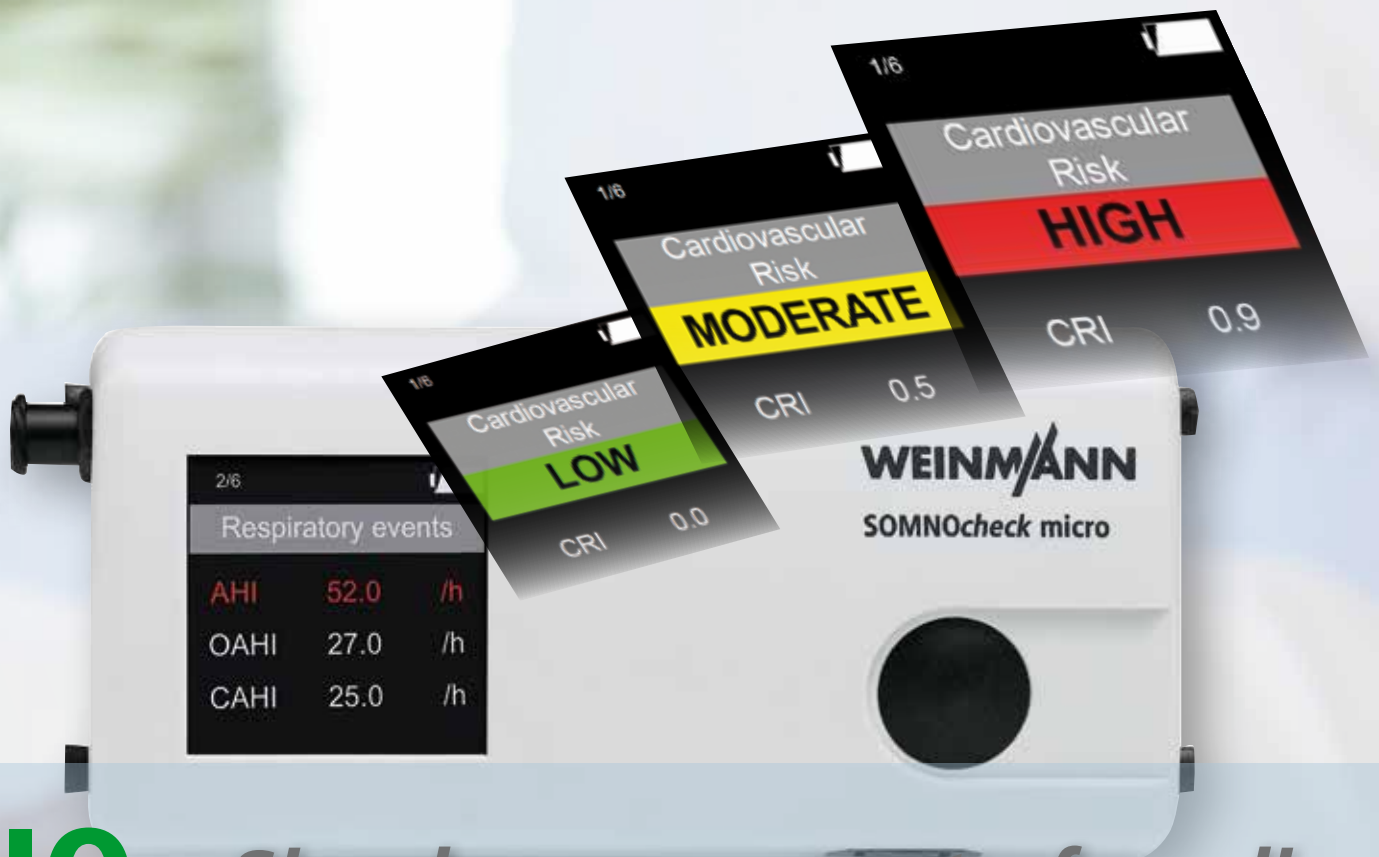 1/6
Cardiovascular
Risk
HIGH
CRI 0.9
1/6
Cardiovascular
Risk
MODERATE
CRI 0.5
1/6
Cardiovascular
Risk
LOW
CRI 0.0
WEINMANN
SOMNOcheck micro
2/6
Respiratory events
AHI 52.0 /h
OAHI 27.0 /h
CAHI 25.0 /h